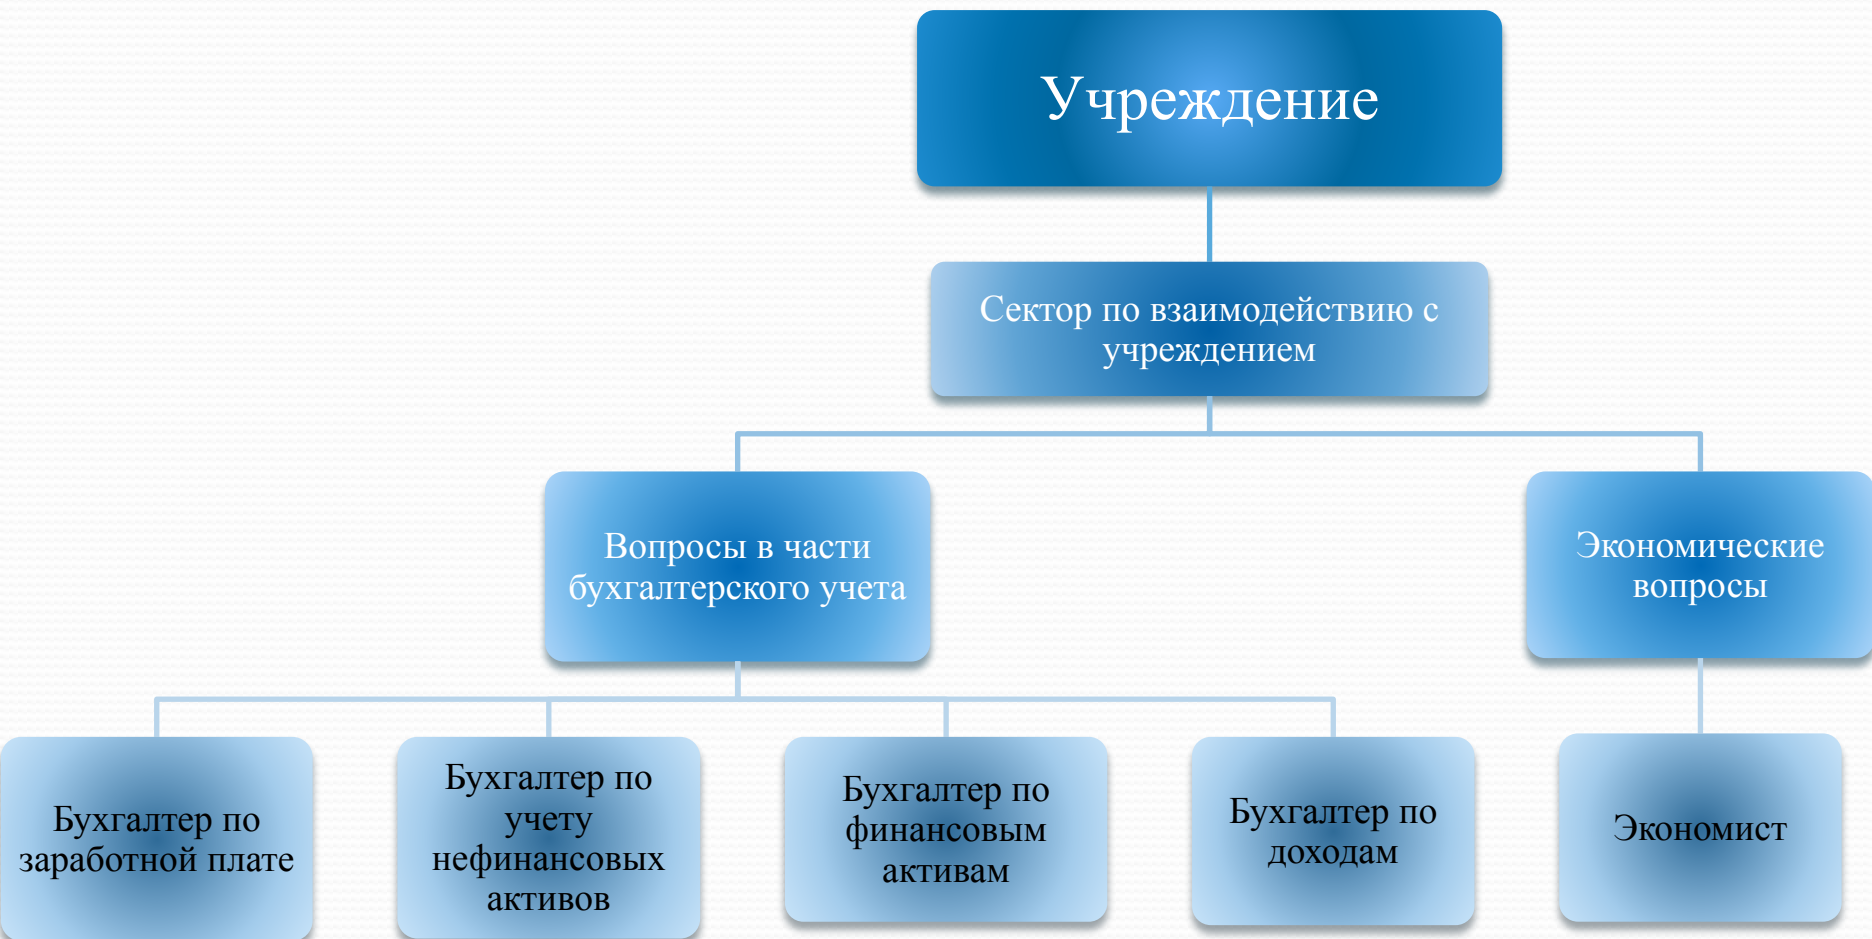 Учреждение
Сектор по взаимодействию с
учреждением
Вопросы в части
бухгалтерского учета
Экономические
вопросы
Бухгалтер по
заработной плате
Бухгалтер по
учету
нефинансовых
активов
Бухгалтер по
финансовым
активам
Бухгалтер по
доходам
Экономист